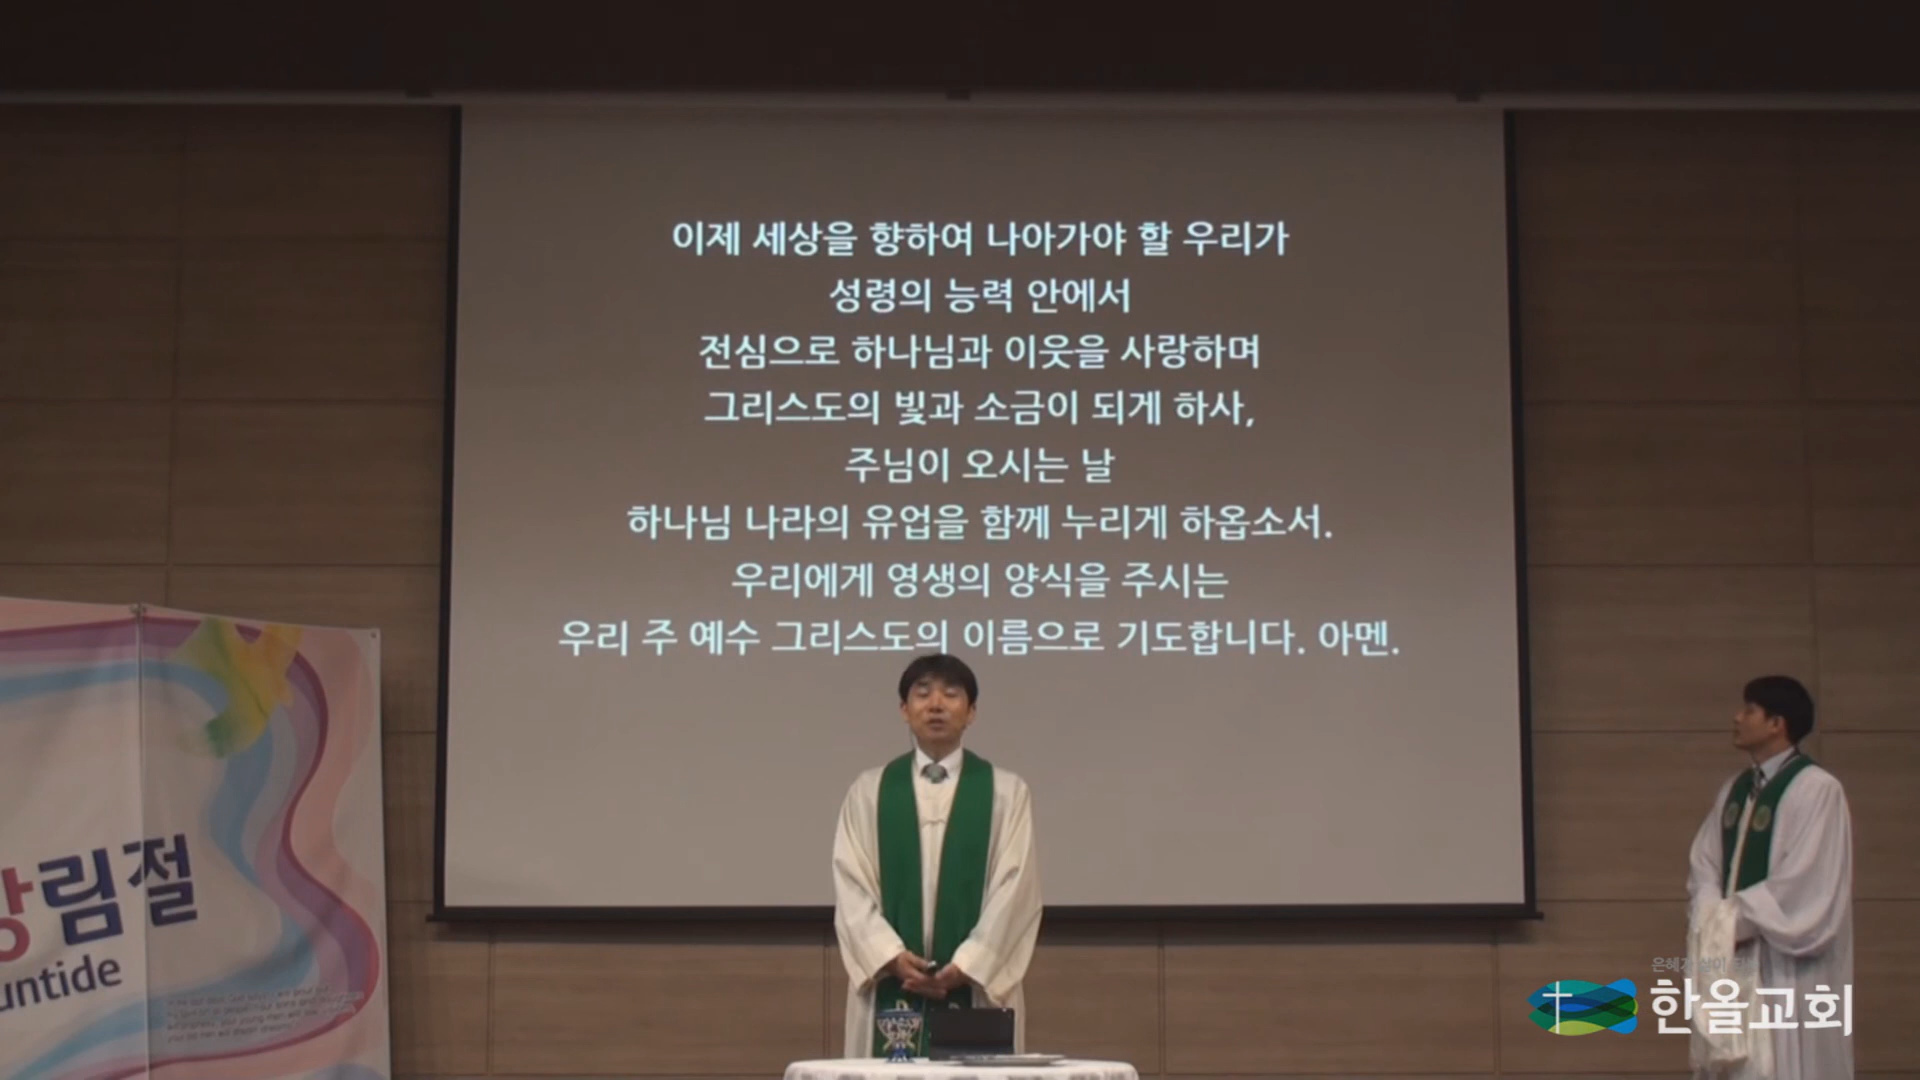 이제 세상을 향하여 나아가야 할 우리가
성령의 능력 안에서
전심으로 하나님과 이웃을 사랑하며
그리스도의 빛과 소금이 되게 하사,
주님이 오시는 날
하나님 나라의 유업을 함께 누리게 하옵소서.
우리에게 영생의 양식을 주시는
우리 주 예수 그리스도의 이름으로 기도합니다. 아멘.
강림절
untide
한올교회